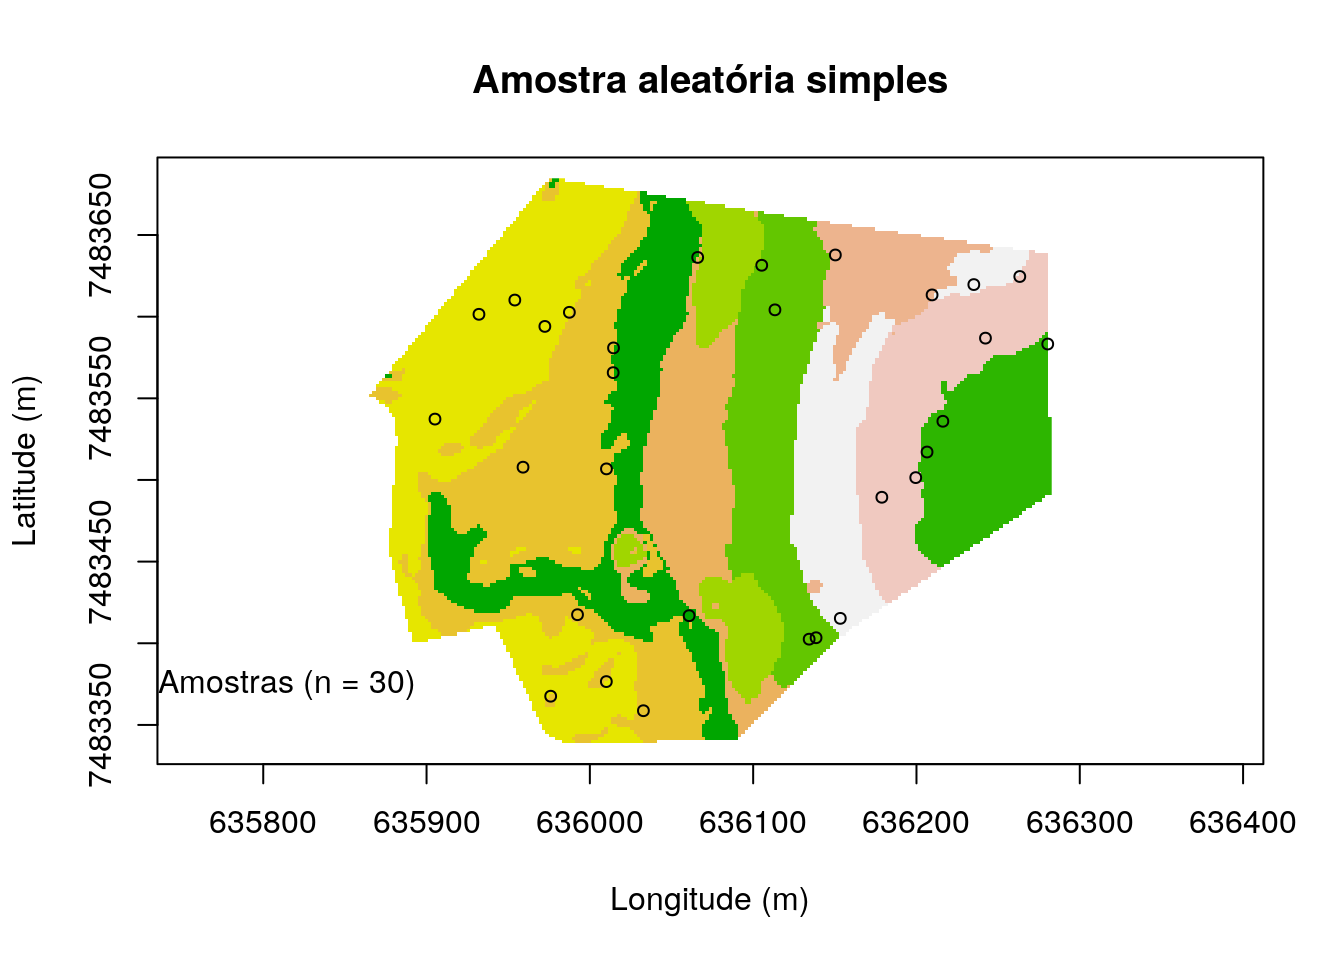 Amostra aleatória simples
Latitude (m)
7483650
7483550
7483450
7483350
Amostras (n = 30)
635800 635900 636000 636100 636200 636300 636400
Longitude (m)